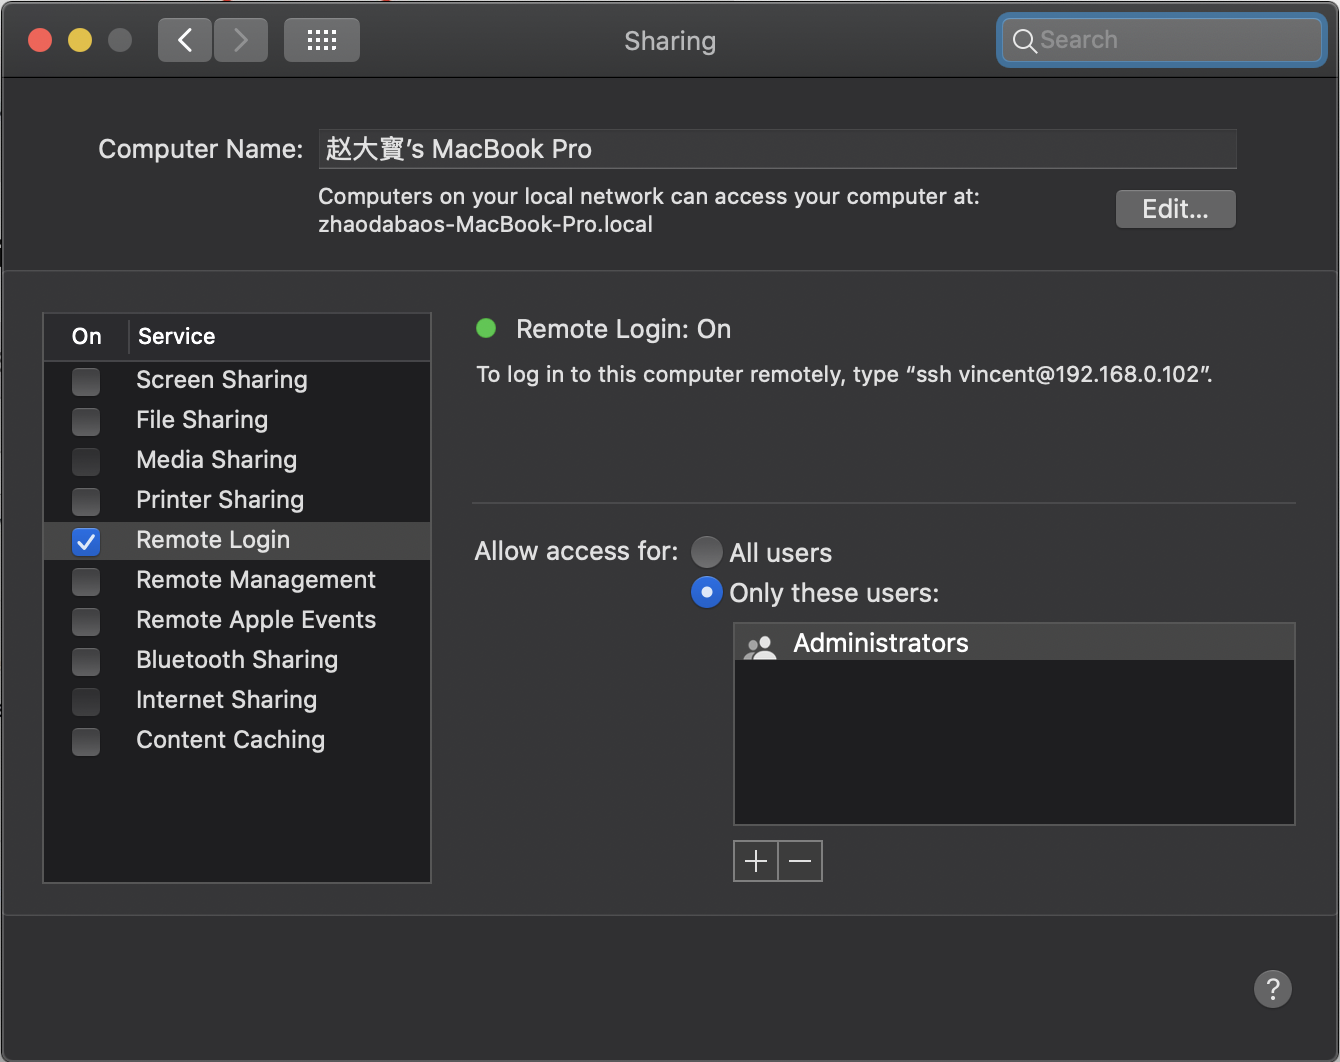 Sharing
Search
Computer Name: 赵大寳’s MacBook Pro
Computers on your local network can access your computer at:
zhaodabaos-MacBook-Pro.local
Edit...
On Service
Screen Sharing
File Sharing
Media Sharing
Printer Sharing
Remote Login
Remote Management
Remote Apple Events
Bluetooth Sharing
Internet Sharing
Content Caching
Remote Login: On
To log in to this computer remotely, type “ssh vincent@192.168.0.102”.
Allow access for: All users
Only these users:
Administrators
?